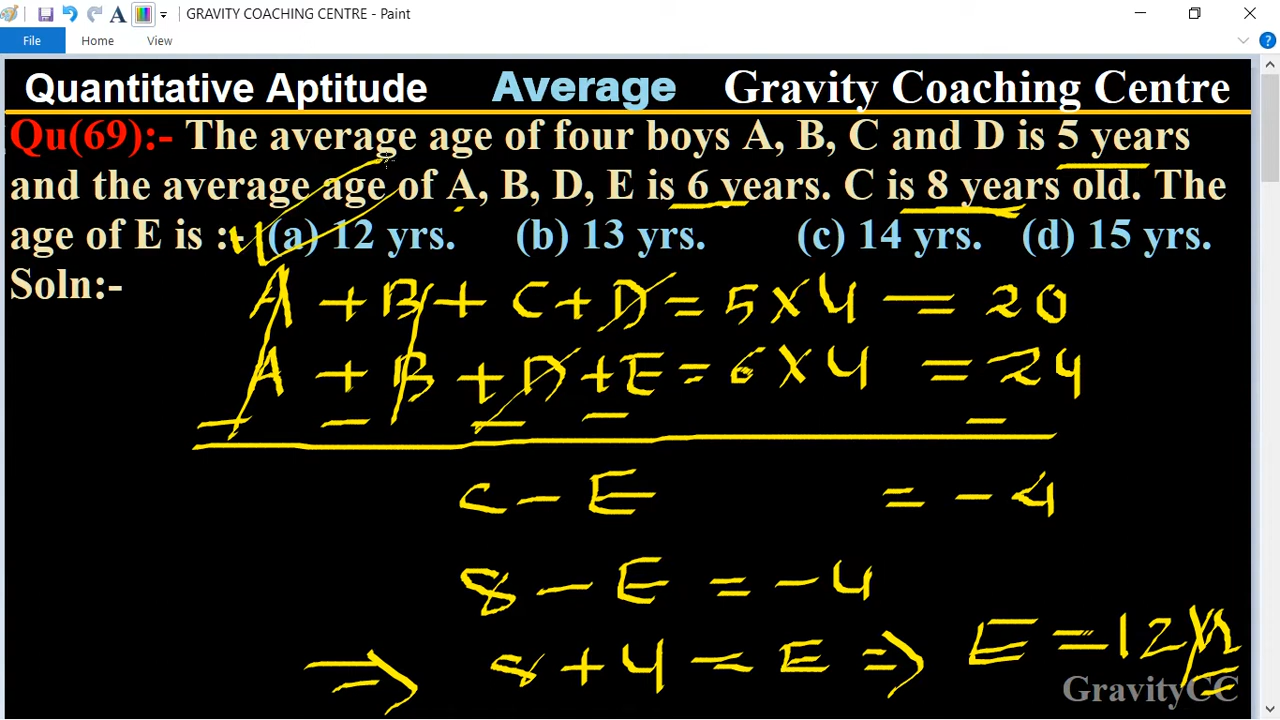 GRAVITY COACHING CENTRE - Paint
File Home View
Quantitative Aptitude Average Gravity Coaching Centre
Qu(69):- The average age of four boys A, B, C and D is 5 years
and the average age of A, B, D, E is 6 years. C is 8 years old. The
age of E is :- (a) 12 yrs. (b) 13 yrs. (c) 14 yrs. (d) 15 yrs.
Soln:-
A + B + C + D = 5 × 4 = 20
A + B + D + E = 6 × 4 = 24
- - - - -
C - E = - 4
8 - E = - 4
⇒ 8 + 4 = E ⇒ E = 12 yr
GravityCC